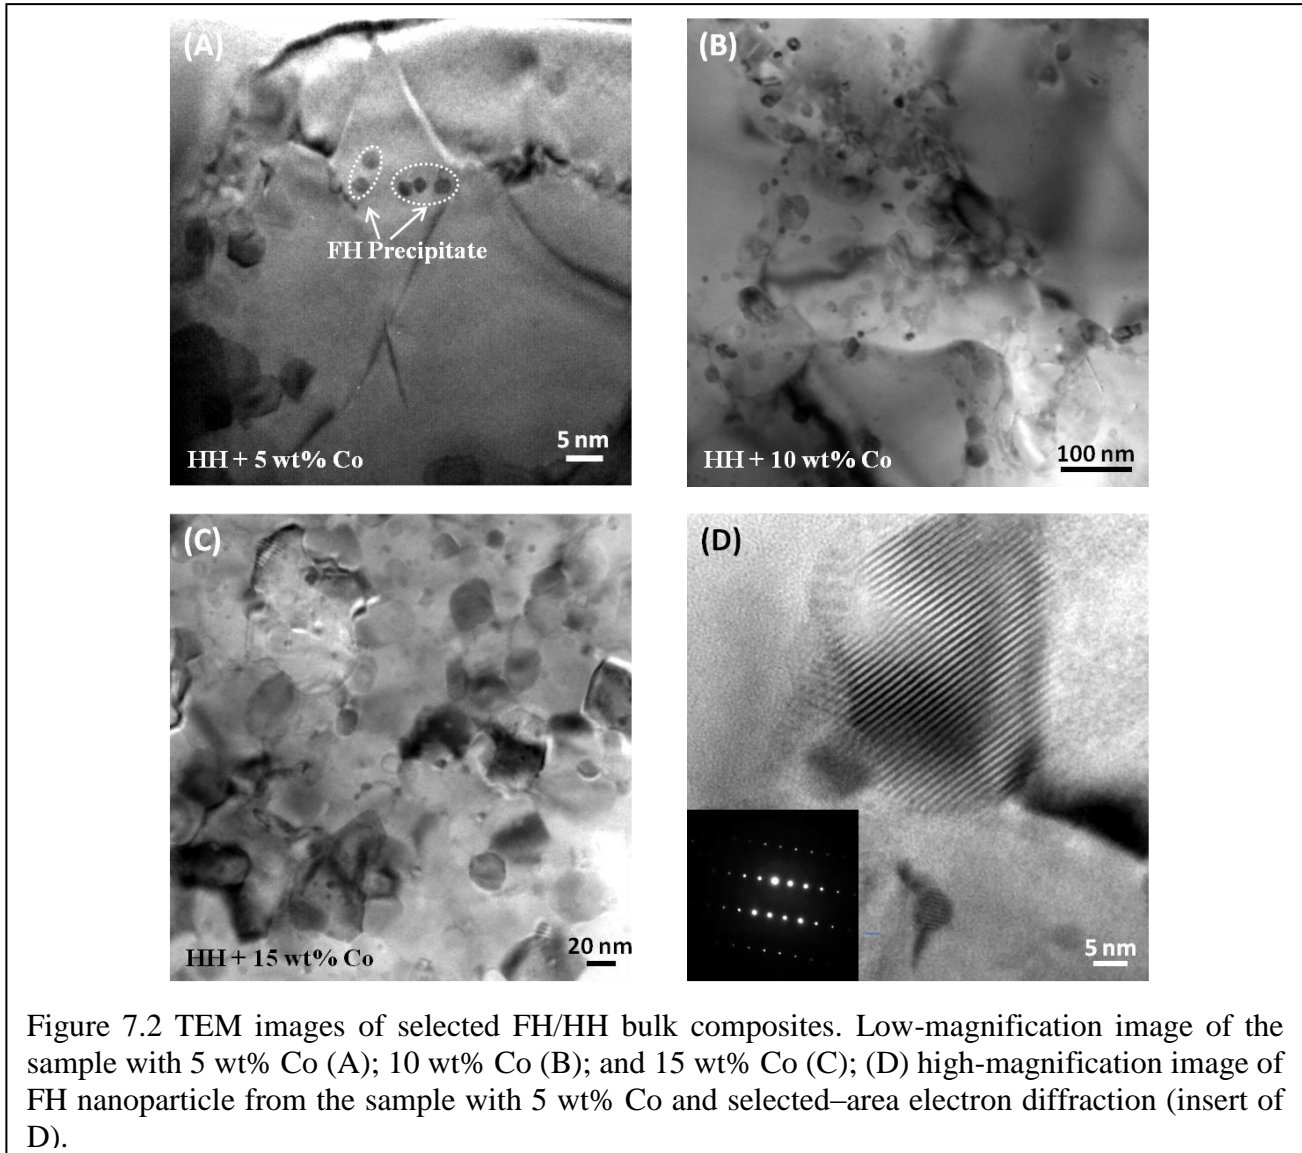 (A)
FH Precipitate
HH + 5 wt% Co
5 nm
(B)
HH + 10 wt% Co
100 nm
(C)
HH + 15 wt% Co
20 nm
(D)
5 nm
Figure 7.2 TEM images of selected FH/HH bulk composites. Low-magnification image of the
sample with 5 wt% Co (A); 10 wt% Co (B); and 15 wt% Co (C); (D) high-magnification image of
FH nanoparticle from the sample with 5 wt% Co and selected–area electron diffraction (insert of
D).